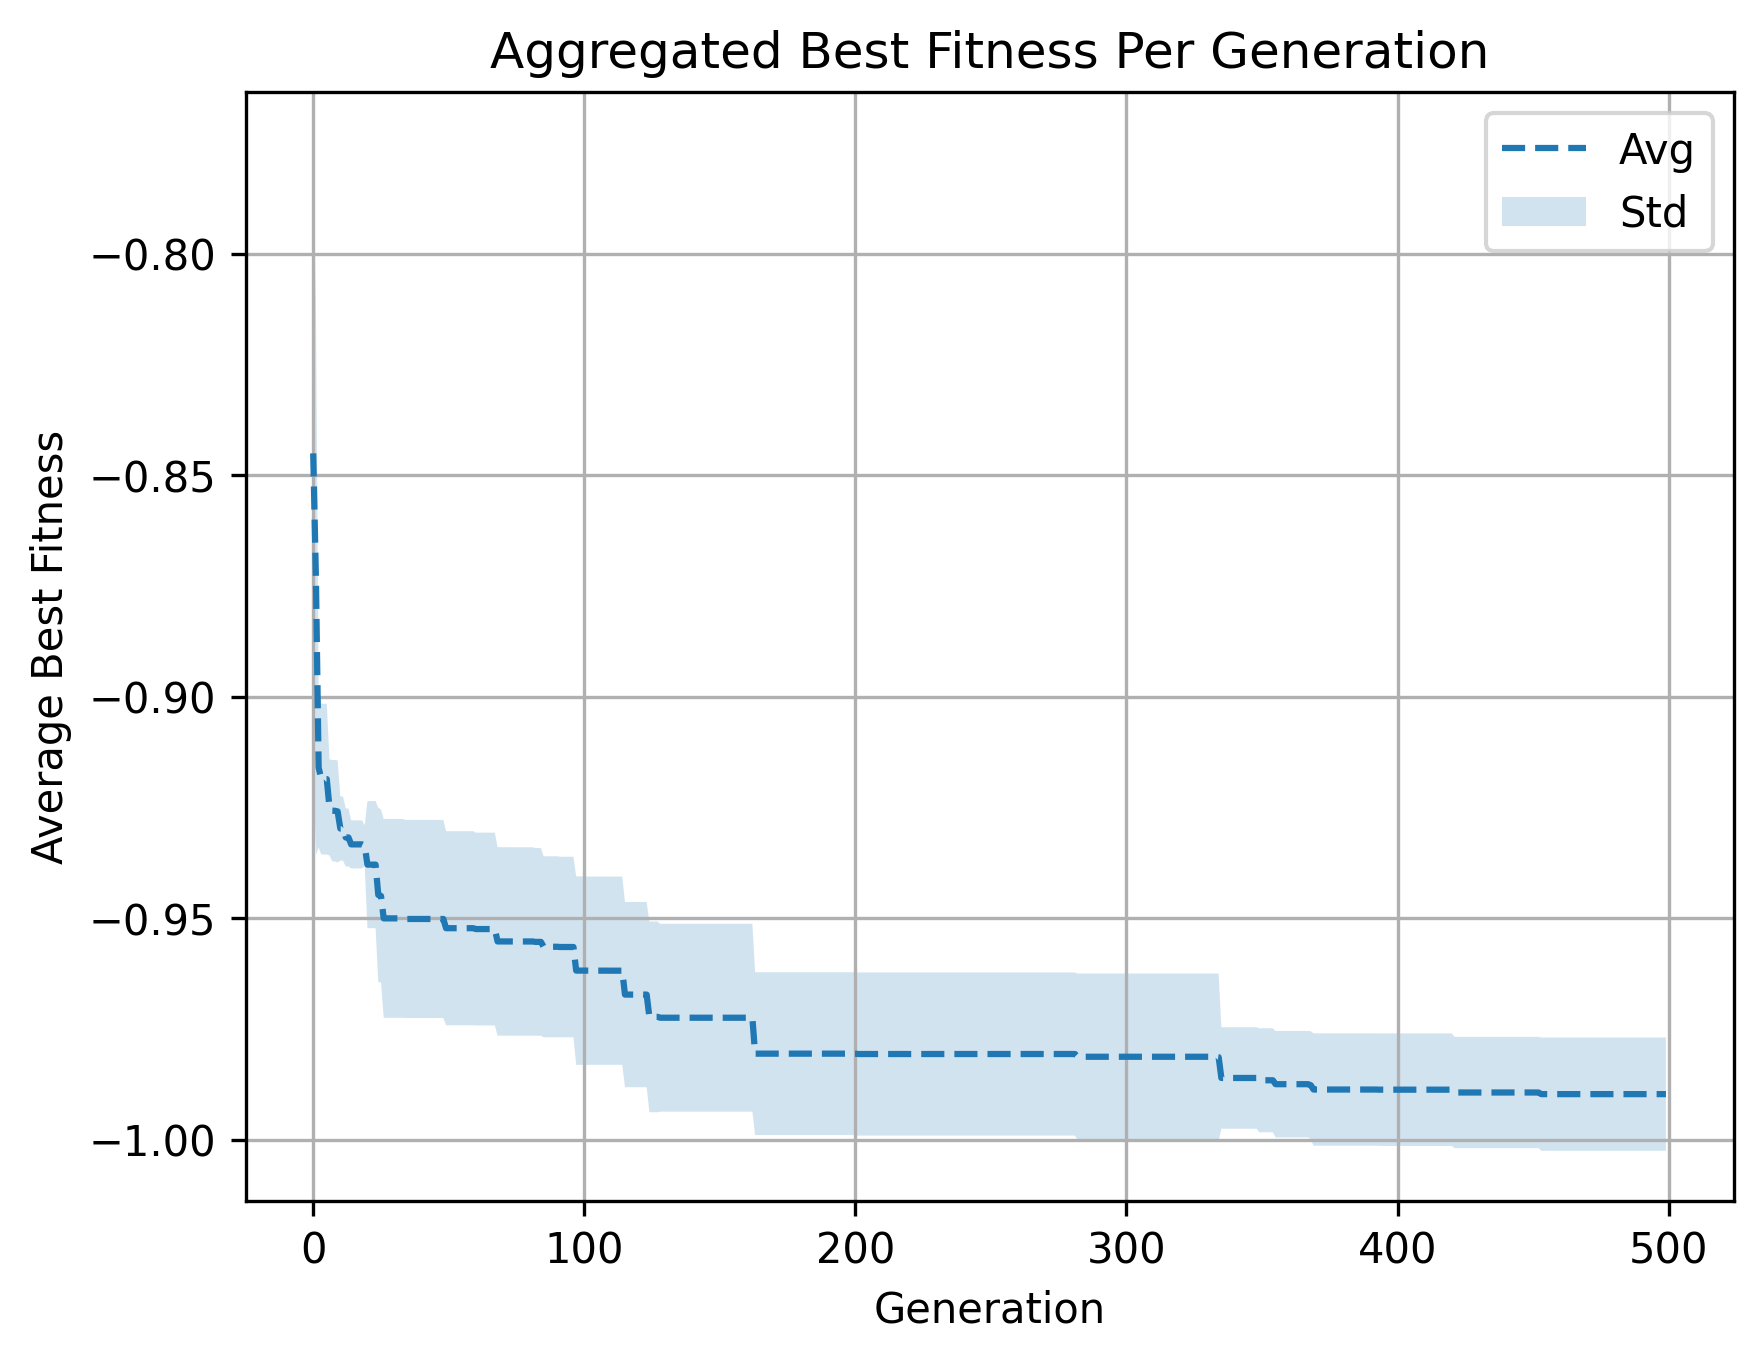 Aggregated Best Fitness Per Generation
Avg
Std
−0.80
−0.85
−0.90
−0.95
−1.00
Average Best Fitness
0 100 200 300 400 500
Generation